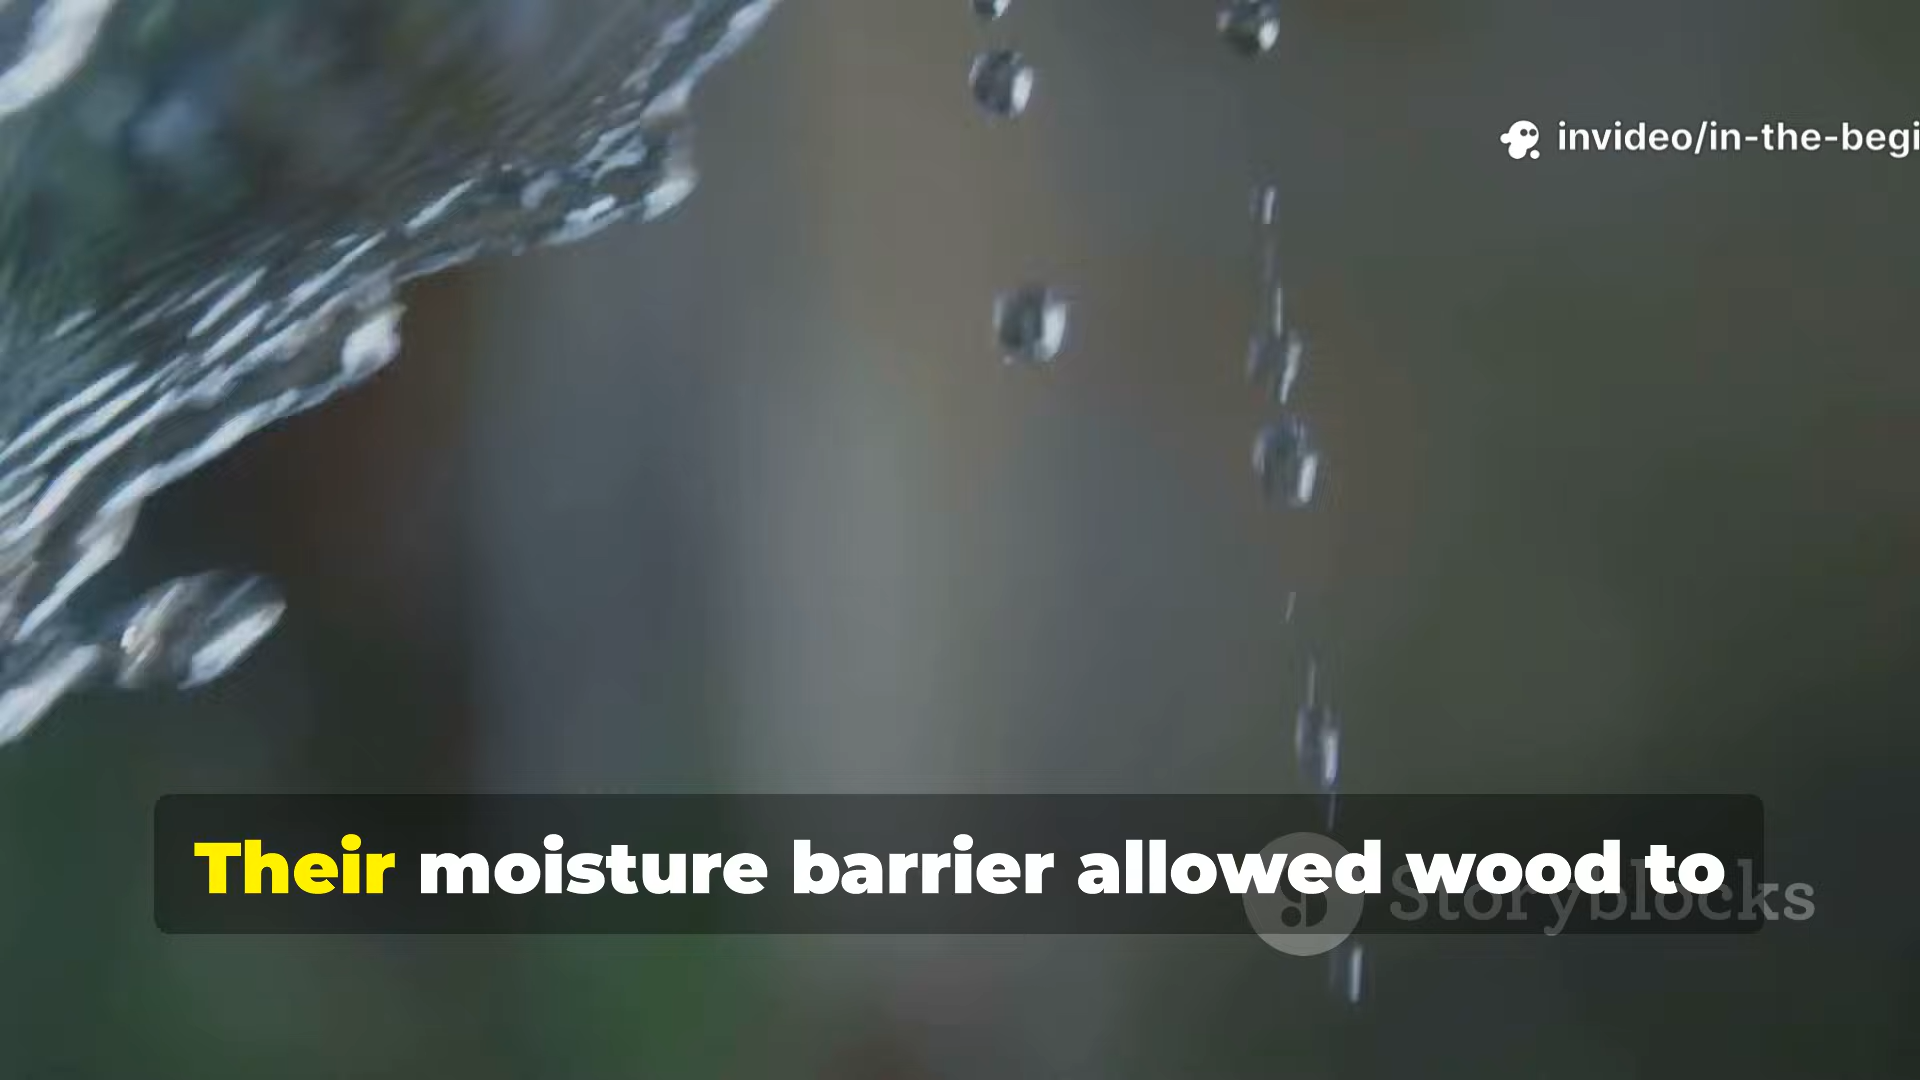 invideo/in-the-begi
Their moisture barrier allowed wood to
Storyblocks